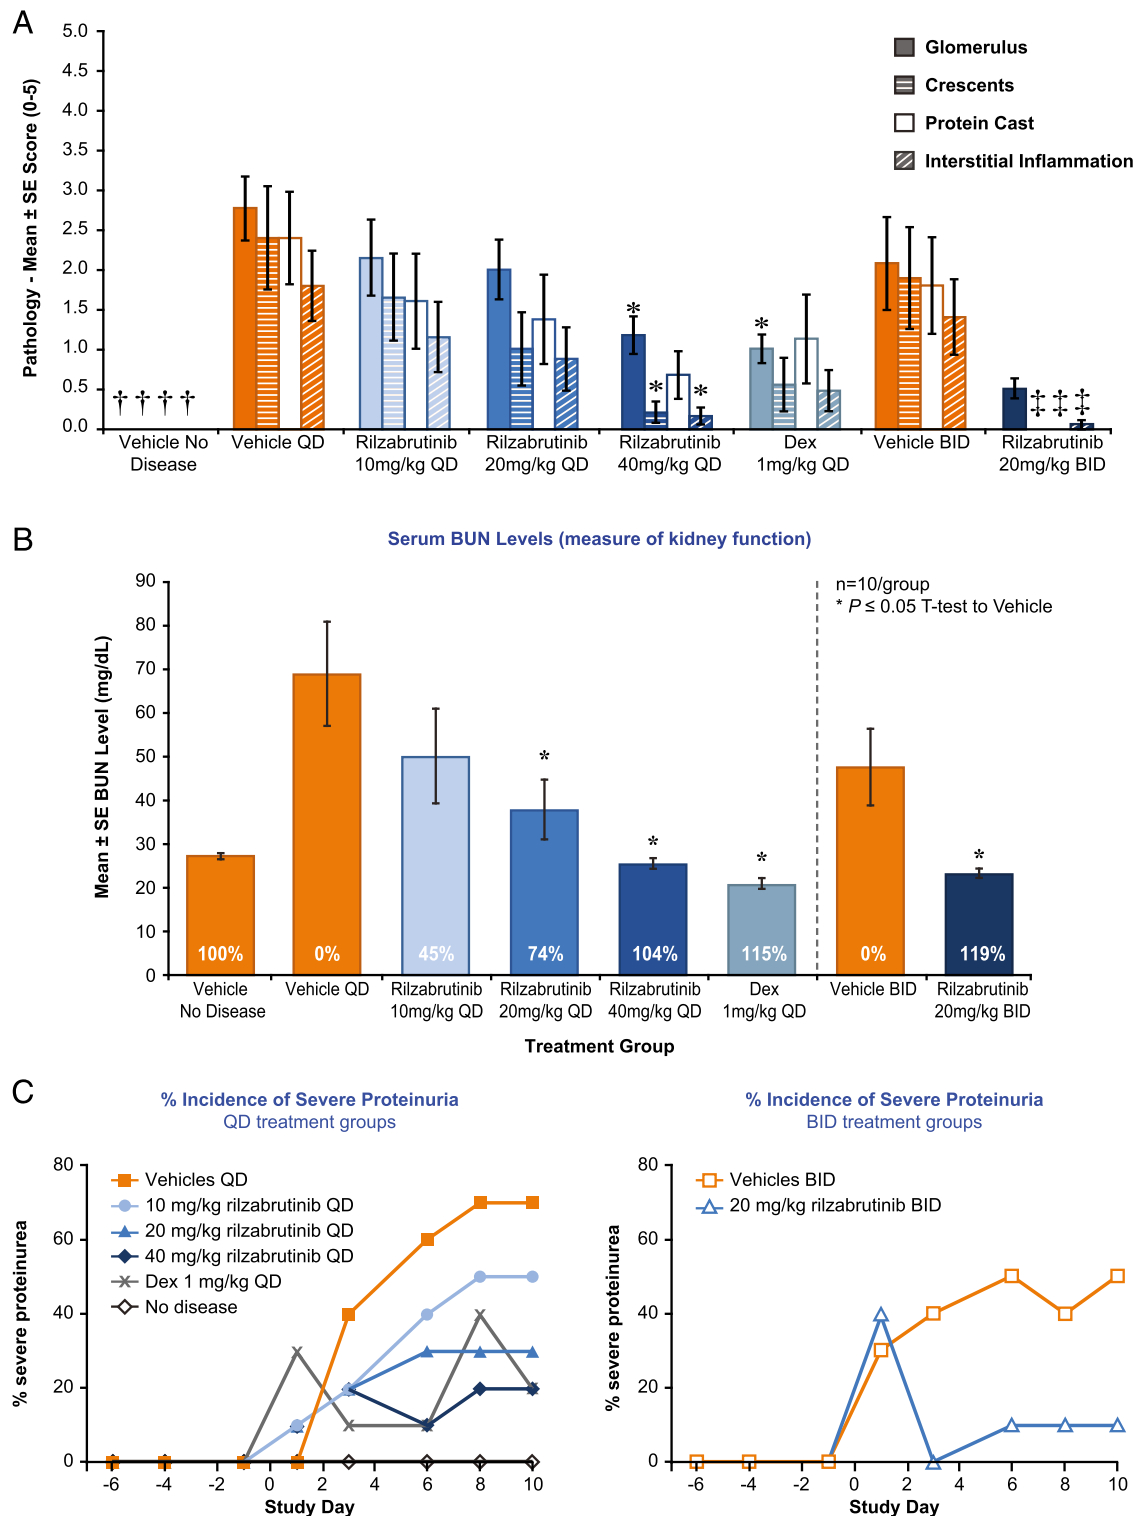 A
Pathology - Mean ± SE Score (0-5)
5.0
4.5
4.0
3.5
3.0
2.5
2.0
1.5
1.0
0.5
0.0
Glomerulus
Crescents
Protein Cast
Interstitial Inflammation
† † † †
* * *
*
‡ ‡ ‡
‡ ‡ ‡
Vehicle No Disease
Vehicle QD
Rilzabrutinib 10mg/kg QD
Rilzabrutinib 20mg/kg QD
Rilzabrutinib 40mg/kg QD
Dex 1mg/kg QD
Vehicle BID
Rilzabrutinib 20mg/kg BID
B
Serum BUN Levels (measure of kidney function)
n=10/group
* P ≤ 0.05 T-test to Vehicle
Mean ± SE BUN Level (mg/dL)
90
80
70
60
50
40
30
20
10
0
* * * *
100% 0% 45% 74% 104% 115% 0% 119%
Vehicle No Disease
Vehicle QD
Rilzabrutinib 10mg/kg QD
Rilzabrutinib 20mg/kg QD
Rilzabrutinib 40mg/kg QD
Dex 1mg/kg QD
Vehicle BID
Rilzabrutinib 20mg/kg BID
Treatment Group
C
% Incidence of Severe Proteinuria
QD treatment groups
% severe proteinurea
80
60
40
20
0
Vehicles QD
10 mg/kg rilzabrutinib QD
20 mg/kg rilzabrutinib QD
40 mg/kg rilzabrutinib QD
Dex 1 mg/kg QD
No disease
-6 -4 -2 0 2 4 6 8 10
Study Day
% Incidence of Severe Proteinuria
BID treatment groups
% severe proteinurea
80
60
40
20
0
Vehicles BID
20 mg/kg rilzabrutinib BID
-6 -4 -2 0 2 4 6 8 10
Study Day